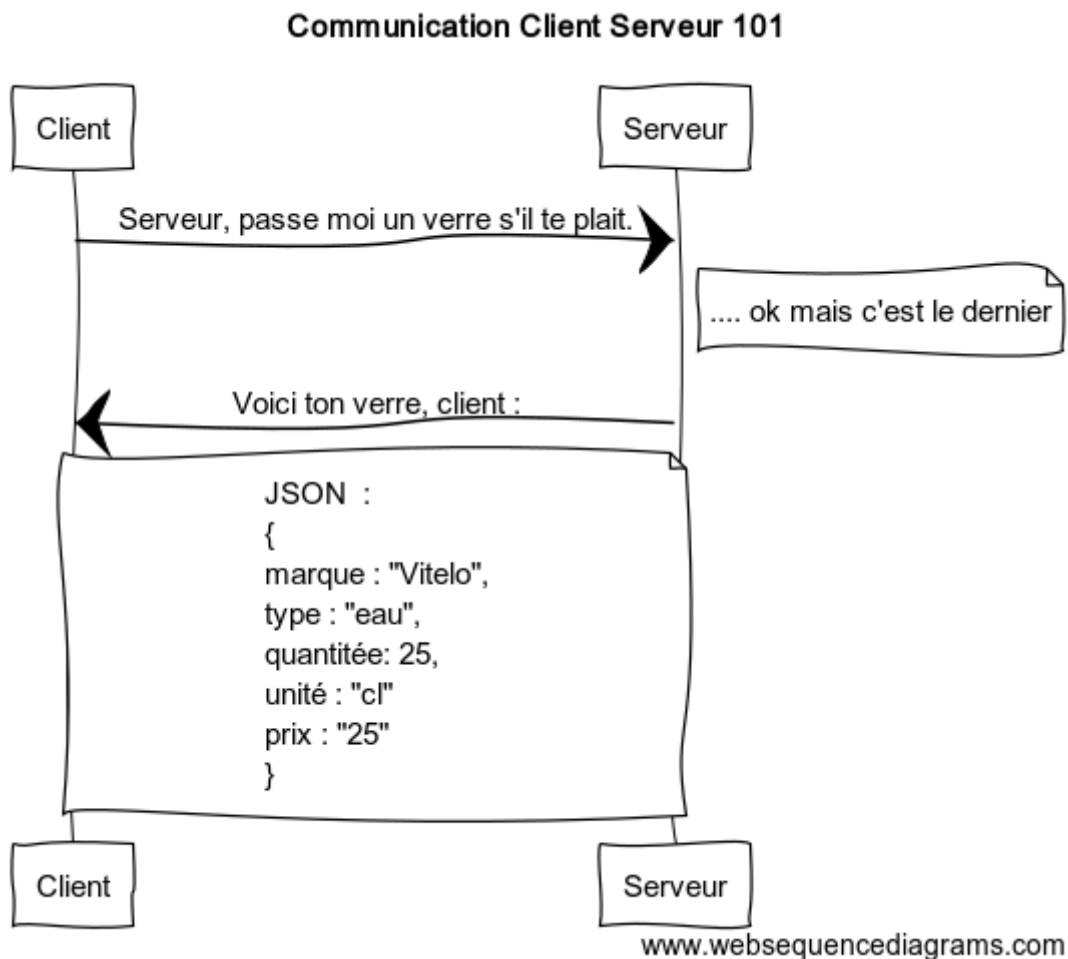 Communication Client Serveur 101
Client
Serveur
Serveur, passe moi un verre s'il te plait.
.... ok mais c'est le dernier
Voici ton verre, client :
JSON  :
{
marque : "Vitelo",
type : "eau",
quantitée: 25,
unité : "cl"
prix : "25"
}
Client
Serveur
www.websequencediagrams.com